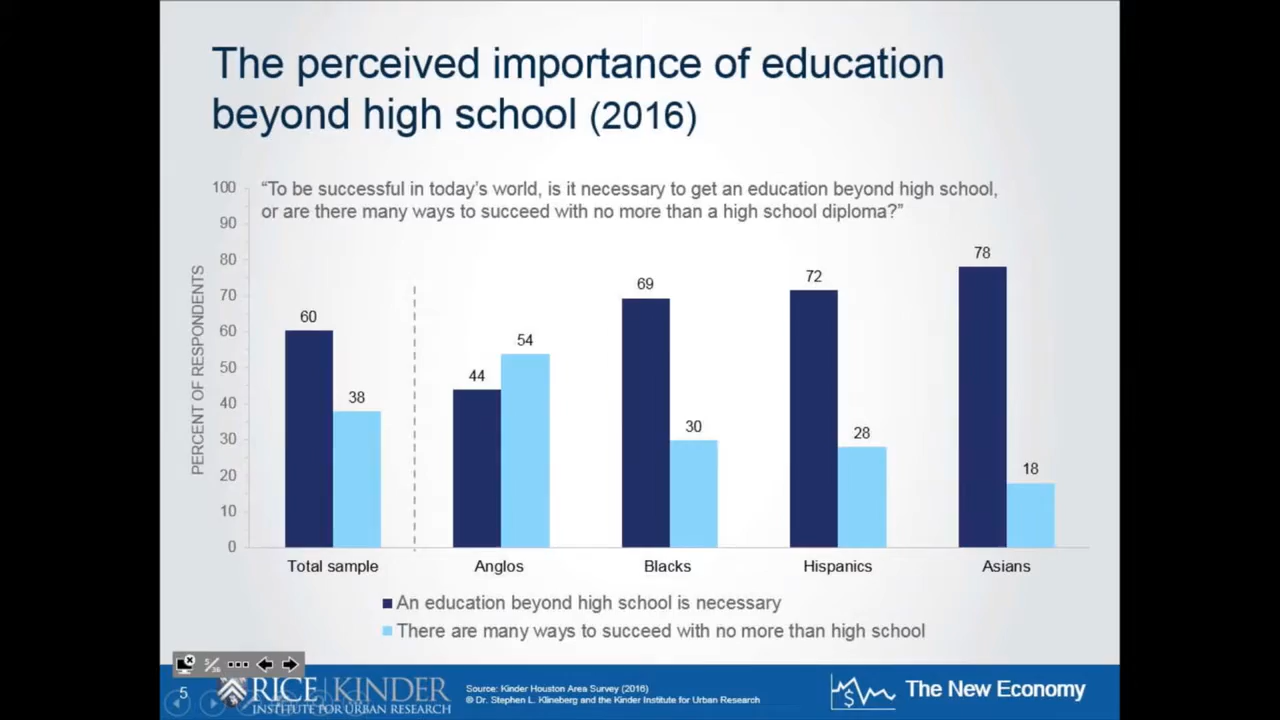 The perceived importance of education
beyond high school (2016)
“To be successful in today’s world, is it necessary to get an education beyond high school,
or are there many ways to succeed with no more than a high school diploma?”
PERCENT OF RESPONDENTS
100
90
80
70
60
50
40
30
20
10
0
60
38
44
54
69
30
72
28
78
18
Total sample
Anglos
Blacks
Hispanics
Asians
An education beyond high school is necessary
There are many ways to succeed with no more than high school
5/36
5
RICE | KINDER
INSTITUTE FOR URBAN RESEARCH
Source: Kinder Houston Area Survey (2016)
© Dr. Stephen L. Klineberg and the Kinder Institute for Urban Research
$
The New Economy